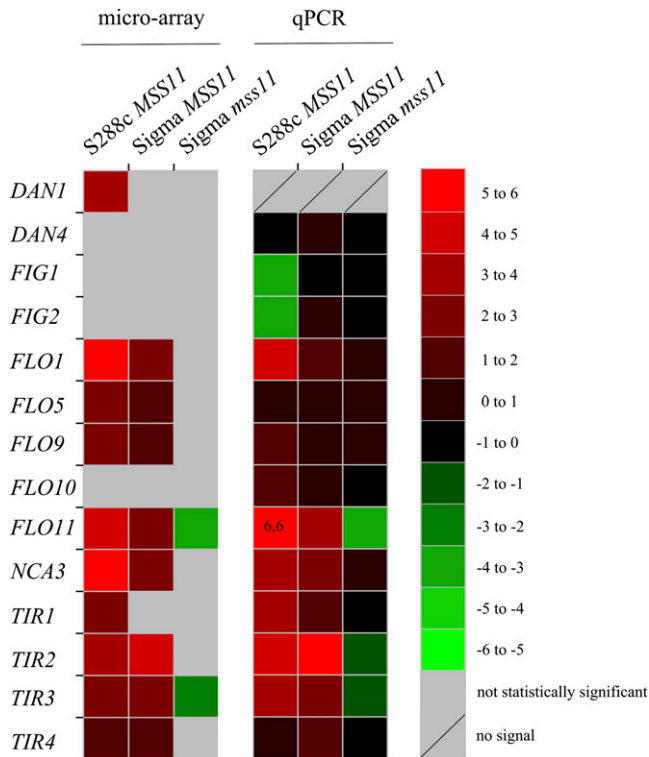 micro-array qPCR
S288c MSS11 Sigma MSS11 Sigma mss11 S288c MSS11 Sigma MSS11 Sigma mss11
DAN1 5 to 6
DAN4 4 to 5
FIG1 3 to 4
FIG2 2 to 3
FLO1 1 to 2
FLO5 0 to 1
FLO9 -1 to 0
FLO10 -2 to -1
FLO11 6,6 -3 to -2
NCA3 -4 to -3
TIR1 -5 to -4
TIR2 -6 to -5
TIR3 not statistically significant
TIR4 no signal